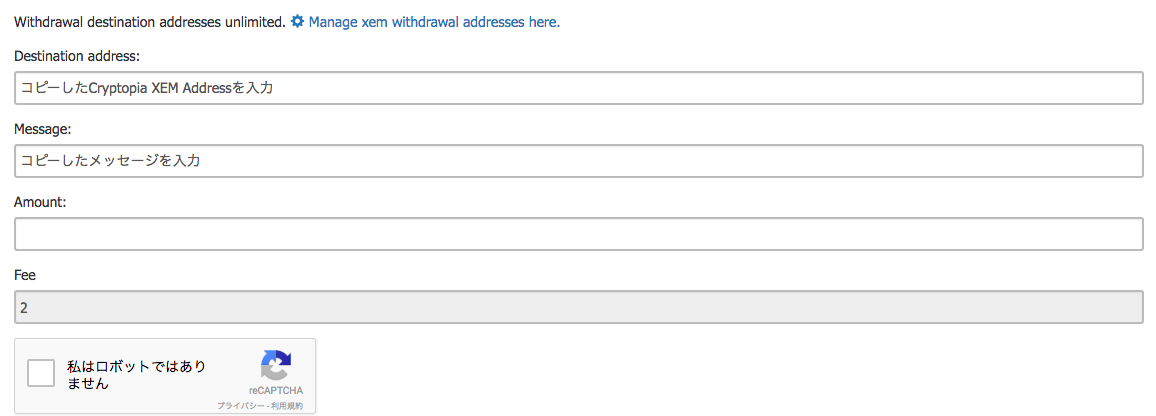 Withdrawal destination addresses unlimited. Manage xem withdrawal addresses here.
Destination address:
コピーしたCryptopia XEM Addressを入力
Message:
コピーしたメッセージを入力
Amount:
Fee
2
私はロボットではあり
ません
reCAPTCHA
プライバシー - 利用規約